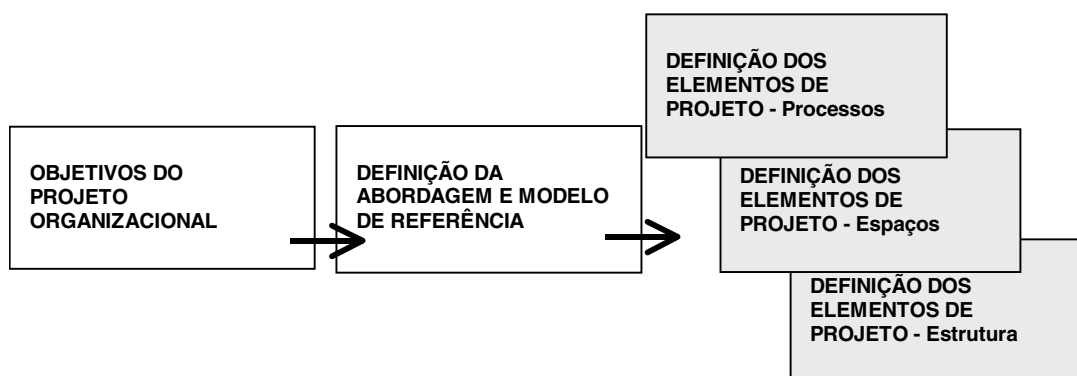 OBJETIVOS DO
PROJETO
ORGANIZACIONAL
DEFINIÇÃO DA
ABORDAGEM E MODELO
DE REFERÊNCIA
DEFINIÇÃO DOS
ELEMENTOS DE
PROJETO - Processos
DEFINIÇÃO DOS
ELEMENTOS DE
PROJETO - Espaços
DEFINIÇÃO DOS
ELEMENTOS DE
PROJETO - Estrutura